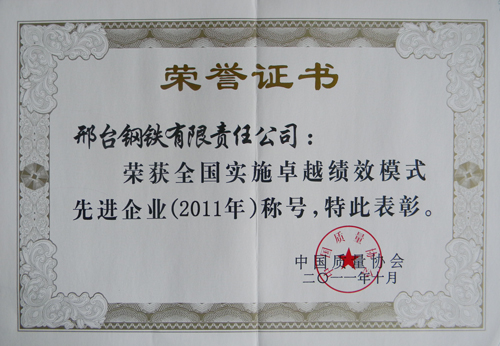 荣誉证书
邢台钢铁有限责任公司：
荣获全国实施卓越绩效模式
先进企业(2011年)称号，特此表彰。
中国质量协会
二〇一一年十月